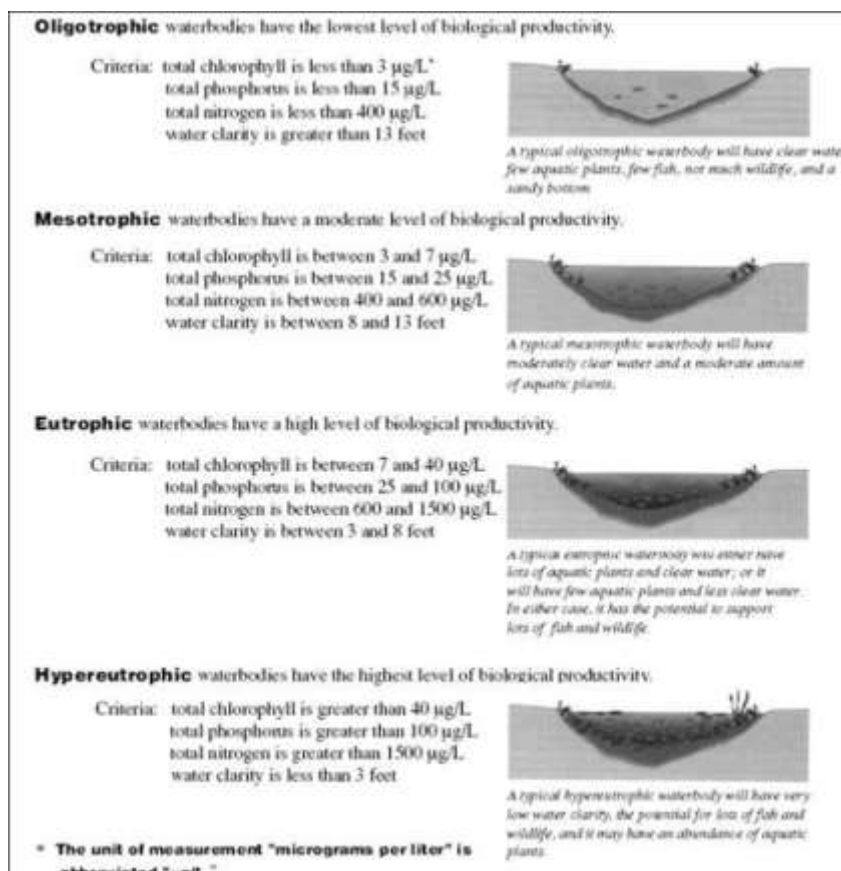 Oligotrophic waterbodies have the lowest level of biological productivity.
Criteria: total chlorophyll is less than 3 µg/L*
total phosphorus is less than 15 µg/L
total nitrogen is less than 400 µg/L
water clarity is greater than 13 feet
A typical oligotrophic waterbody will have clear wate
few aquatic plants, few fish, not much wildlife, and a
sandy bottom
Mesotrophic waterbodies have a moderate level of biological productivity.
Criteria: total chlorophyll is between 3 and 7 µg/L
total phosphorus is between 15 and 25 µg/L
total nitrogen is between 400 and 600 µg/L
water clarity is between 8 and 13 feet
A typical mesotrophic waterbody will have
moderately clear water and a moderate amount
of aquatic plants.
Eutrophic waterbodies have a high level of biological productivity.
Criteria: total chlorophyll is between 7 and 40 µg/L
total phosphorus is between 25 and 100 µg/L
total nitrogen is between 600 and 1500 µg/L
water clarity is between 3 and 8 feet
A typical eutrophic waterbody will either have
lots of aquatic plants and clear water; or it
will have few aquatic plants and less clear water.
In either case, it has the potential to support
lots of fish and wildlife.
Hypereutrophic waterbodies have the highest level of biological productivity.
Criteria: total chlorophyll is greater than 40 µg/L
total phosphorus is greater than 100 µg/L
total nitrogen is greater than 1500 µg/L
water clarity is less than 3 feet
A typical hypereutrophic waterbody will have very
low water clarity, the potential for lots of fish and
wildlife, and it may have an abundance of aquatic
plants.
* The unit of measurement "micrograms per liter" is